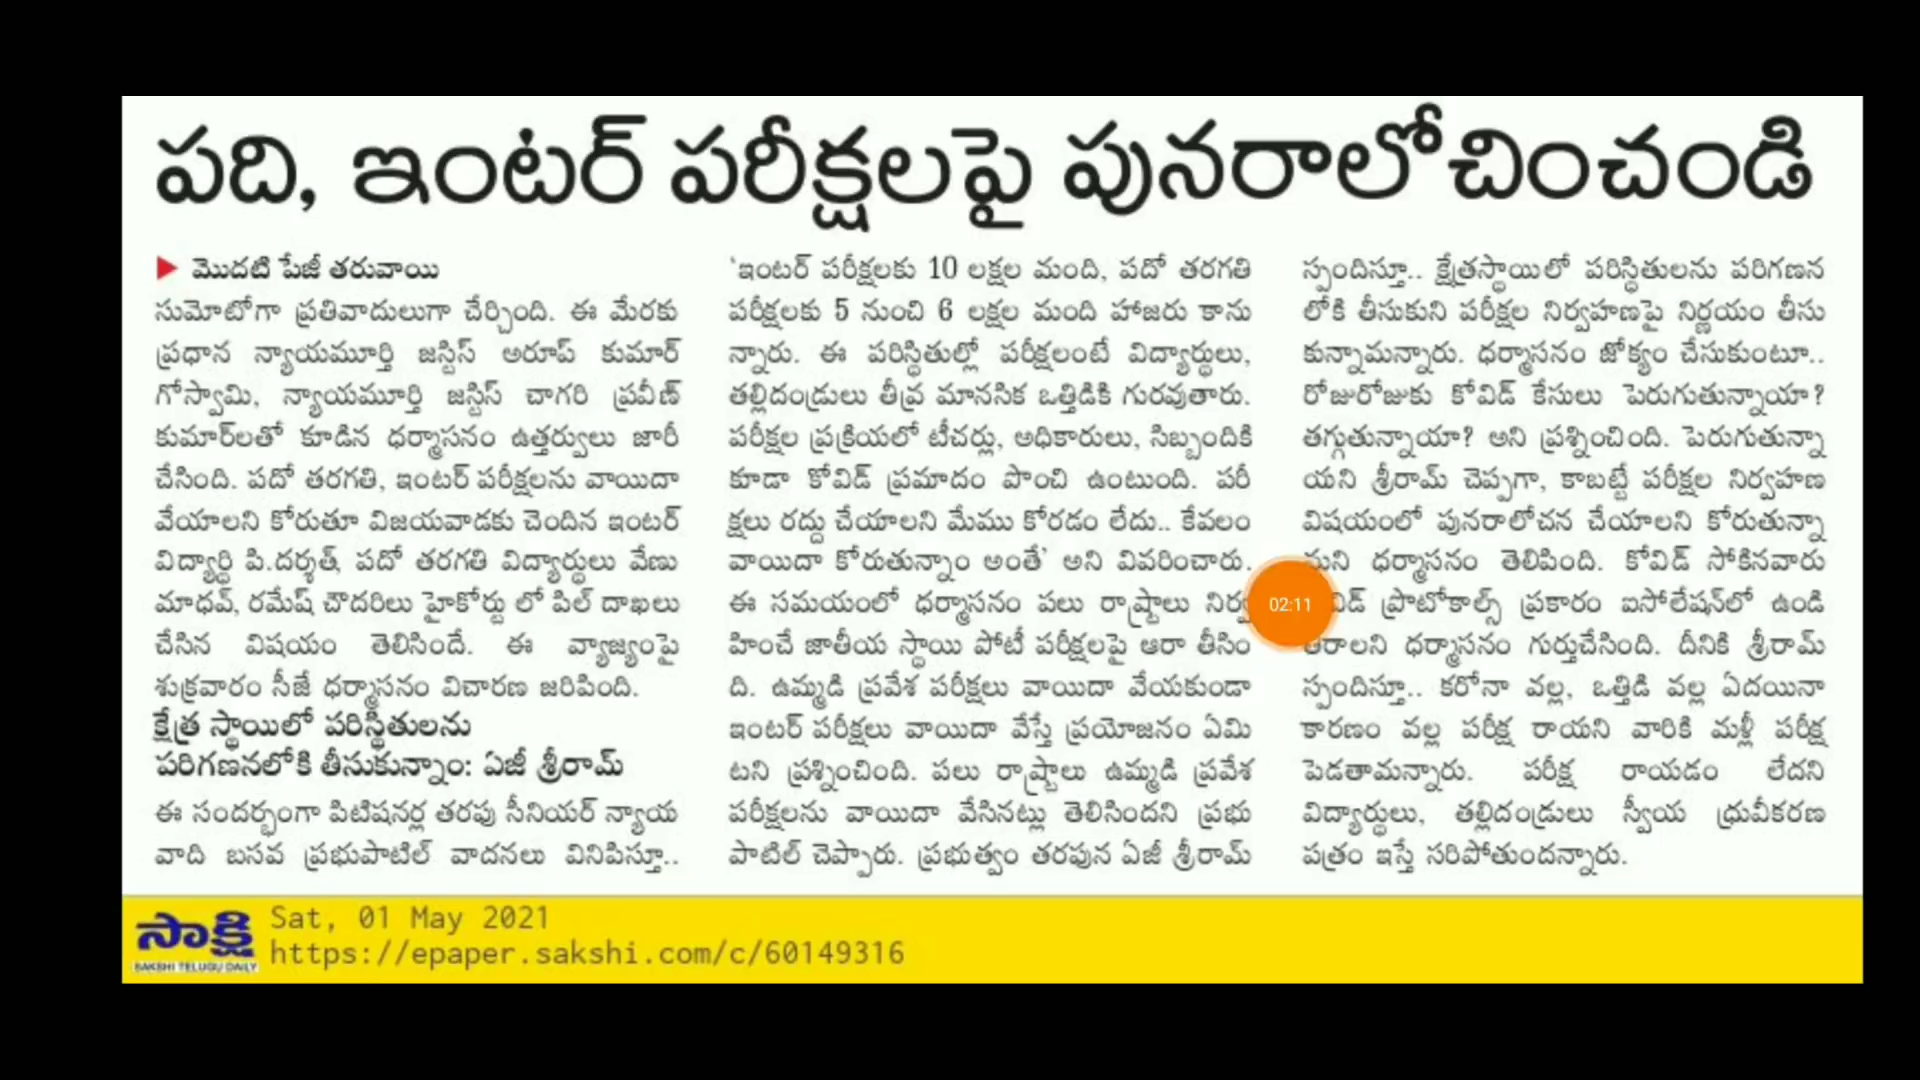 పది, ఇంటర్ పరీక్షలపై పునరాలోచించండి
మొదటి పేజీ తరువాయి
సుమోటోగా ప్రతివాదులుగా చేర్చింది. ఈ మేరకు
ప్రధాన న్యాయమూర్తి జస్టిస్ అరూప్ కుమార్
గోస్వామి, న్యాయమూర్తి జస్టిస్ చాగరి ప్రవీణ్
కుమార్‌లతో కూడిన ధర్మాసనం ఉత్తర్వులు జారీ
చేసింది. పదో తరగతి, ఇంటర్ పరీక్షలను వాయిదా
వేయాలని కోరుతూ విజయవాడకు చెందిన ఇంటర్
విద్యార్థి పి.దర్శత్, పదో తరగతి విద్యార్థులు వేణు
మాధవ్, రమేష్ చౌదరిలు హైకోర్టు లో పిల్ దాఖలు
చేసిన విషయం తెలిసిందే. ఈ వ్యాజ్యంపై
శుక్రవారం సీజే ధర్మాసనం విచారణ జరిపింది.
క్షేత్ర స్థాయిలో పరిస్థితులను
పరిగణనలోకి తీసుకున్నాం: ఏజీ శ్రీరామ్
ఈ సందర్భంగా పిటిషనర్ల తరపు సీనియర్ న్యాయ
వాది బసవ ప్రభుపాటిల్ వాదనలు వినిపిస్తూ..
‘ఇంటర్ పరీక్షలకు 10 లక్షల మంది, పదో తరగతి
పరీక్షలకు 5 నుంచి 6 లక్షల మంది హాజరు కాను
న్నారు. ఈ పరిస్థితుల్లో పరీక్షలంటే విద్యార్థులు,
తల్లిదండ్రులు తీవ్ర మానసిక ఒత్తిడికి గురవుతారు.
పరీక్షల ప్రక్రియలో టీచర్లు, అధికారులు, సిబ్బందికి
కూడా కోవిడ్ ప్రమాదం పొంచి ఉంటుంది. పరీ
క్షలు రద్దు చేయాలని మేము కోరడం లేదు.. కేవలం
వాయిదా కోరుతున్నాం అంతే’ అని వివరించారు.
ఈ సమయంలో ధర్మాసనం పలు రాష్ట్రాలు నిర్వ
హించే జాతీయ స్థాయి పోటీ పరీక్షలపై ఆరా తీసిం
ది. ఉమ్మడి ప్రవేశ పరీక్షలు వాయిదా వేయకుండా
ఇంటర్ పరీక్షలు వాయిదా వేస్తే ప్రయోజనం ఏమి
టని ప్రశ్నించింది. పలు రాష్ట్రాలు ఉమ్మడి ప్రవేశ
పరీక్షలను వాయిదా వేసినట్లు తెలిసిందని ప్రభు
పాటిల్ చెప్పారు. ప్రభుత్వం తరపున ఏజీ శ్రీరామ్
స్పందిస్తూ.. క్షేత్రస్థాయిలో పరిస్థితులను పరిగణన
లోకి తీసుకుని పరీక్షల నిర్వహణపై నిర్ణయం తీసు
కున్నామన్నారు. ధర్మాసనం జోక్యం చేసుకుంటూ..
రోజురోజుకు కోవిడ్ కేసులు పెరుగుతున్నాయా?
తగ్గుతున్నాయా? అని ప్రశ్నించింది. పెరుగుతున్నా
యని శ్రీరామ్ చెప్పగా, కాబట్టే పరీక్షల నిర్వహణ
విషయంలో పునరాలోచన చేయాలని కోరుతున్నా
మని ధర్మాసనం తెలిపింది. కోవిడ్ సోకినవారు
ప్రొటోకాల్స్ ప్రకారం ఐసోలేషన్‌లో ఉండి
తీరాలని ధర్మాసనం గుర్తుచేసింది. దీనికి శ్రీరామ్
స్పందిస్తూ.. కరోనా వల్ల, ఒత్తిడి వల్ల ఏదయినా
కారణం వల్ల పరీక్ష రాయని వారికి మళ్లీ పరీక్ష
పెడతామన్నారు. పరీక్ష రాయడం లేదని
విద్యార్థులు, తల్లిదండ్రులు స్వీయ ధ్రువీకరణ
పత్రం ఇస్తే సరిపోతుందన్నారు.
02:11
సాక్షి
SAKSHI TELUGU DAILY
Sat, 01 May 2021
https://epaper.sakshi.com/c/60149316